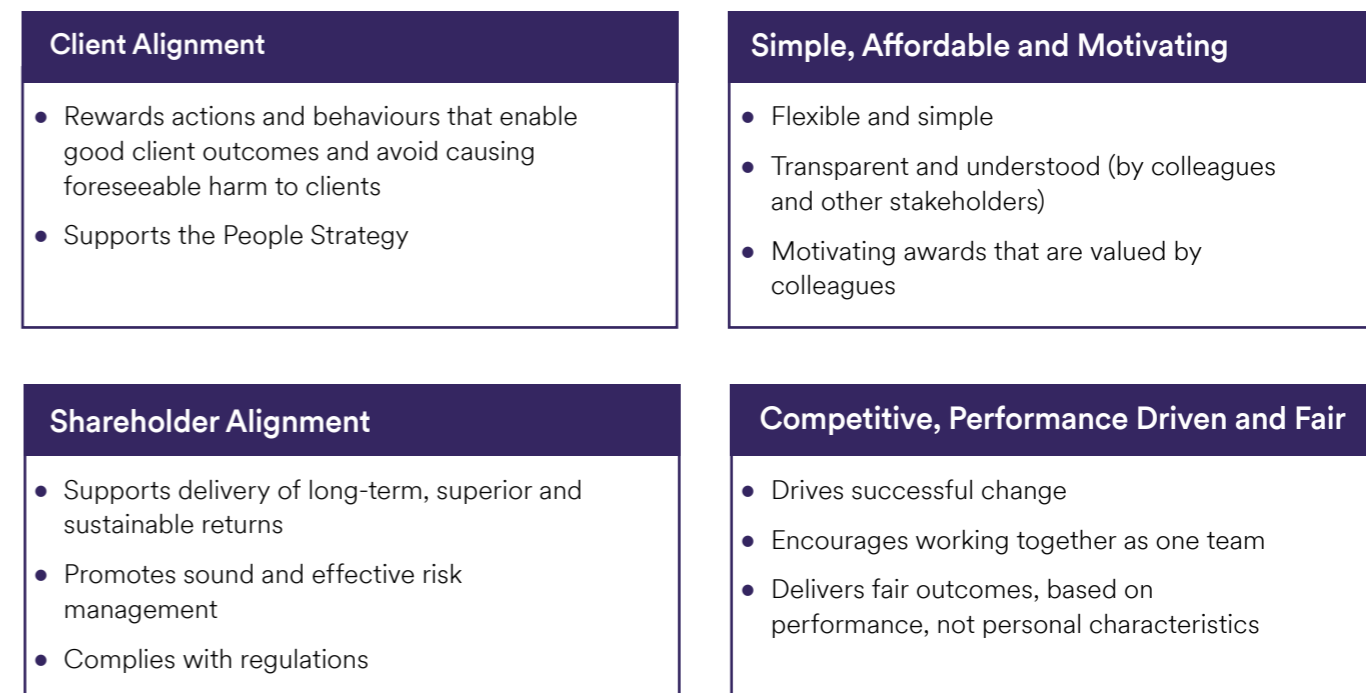 Client Alignment
• Rewards actions and behaviours that enable
good client outcomes and avoid causing
foreseeable harm to clients
• Supports the People Strategy
Simple, Affordable and Motivating
• Flexible and simple
• Transparent and understood (by colleagues
and other stakeholders)
• Motivating awards that are valued by
colleagues
Shareholder Alignment
• Supports delivery of long-term, superior and
sustainable returns
• Promotes sound and effective risk
management
• Complies with regulations
Competitive, Performance Driven and Fair
• Drives successful change
• Encourages working together as one team
• Delivers fair outcomes, based on
performance, not personal characteristics